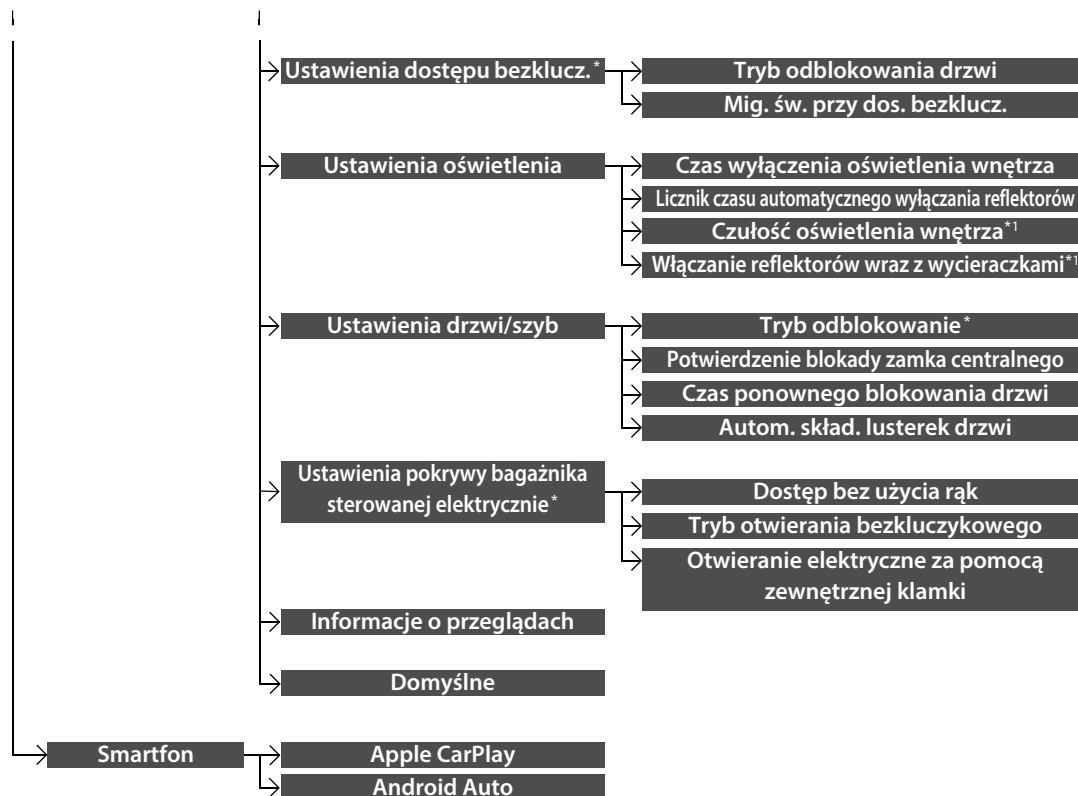 Ustawienia dostępu bezklucz.*
Tryb odblokowania drzwi
Mig. św. przy dos. bezklucz.
Ustawienia oświetlenia
Czas wyłączenia oświetlenia wnętrza
Licznik czasu automatycznego wyłączania reflektorów
Czułość oświetlenia wnętrza*1
Włączanie reflektorów wraz z wycieraczkami*1
Ustawienia drzwi/szyb
Tryb odblokowanie*
Potwierdzenie blokady zamka centralnego
Czas ponownego blokowania drzwi
Autom. skład. lusterek drzwi
Ustawienia pokrywy bagażnika
sterowanej elektrycznie*
Dostęp bez użycia rąk
Tryb otwierania bezkluczykowego
Otwieranie elektryczne za pomocą
zewnętrznej klamki
Informacje o przeglądach
Domyślne
Smartfon
Apple CarPlay
Android Auto